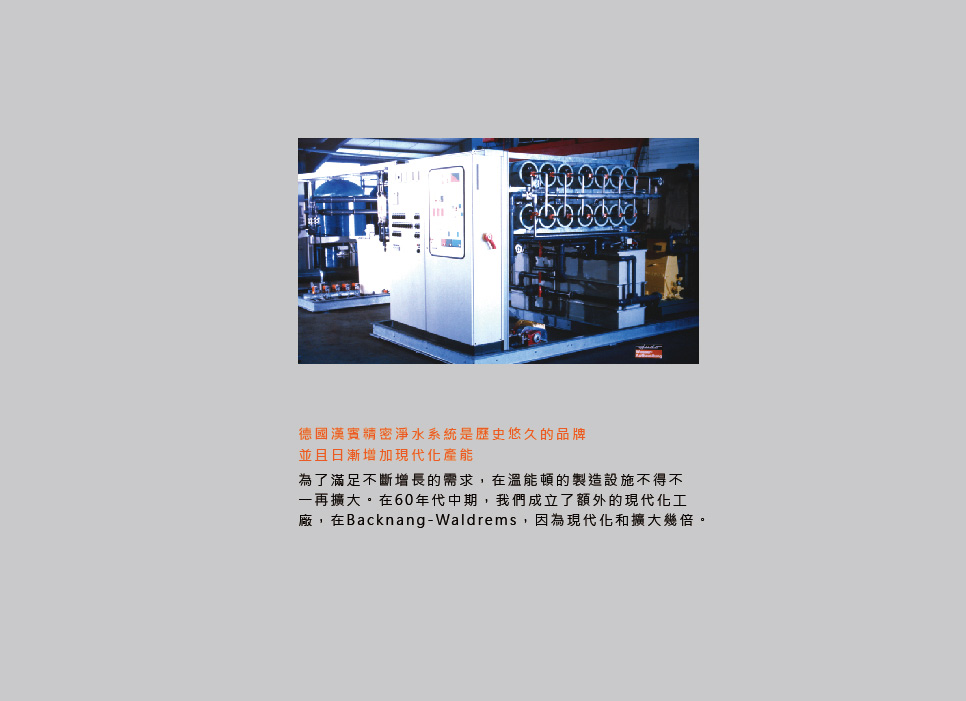 德國漢賓精密淨水系統是歷史悠久的品牌
並且日漸增加現代化產能
為了滿足不斷增長的需求，在溫能頓的製造設施不得不
一再擴大。在60年代中期，我們成立了額外的現代化工
廠，在Backnang-Waldrems，因為現代化和擴大幾倍。